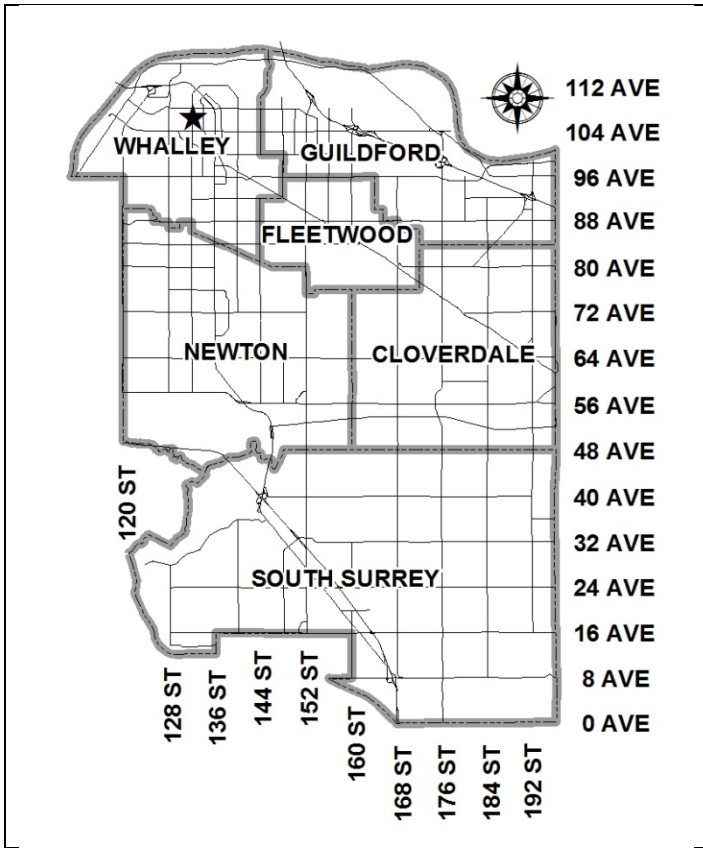 112 AVE
104 AVE
WHALLEY
GUILDFORD
96 AVE
88 AVE
FLEETWOOD
80 AVE
72 AVE
NEWTON
CLOVERDALE
64 AVE
56 AVE
48 AVE
120 ST
40 AVE
32 AVE
SOUTH SURREY
24 AVE
16 AVE
128 ST
136 ST
144 ST
152 ST
160 ST
8 AVE
0 AVE
168 ST
176 ST
184 ST
192 ST